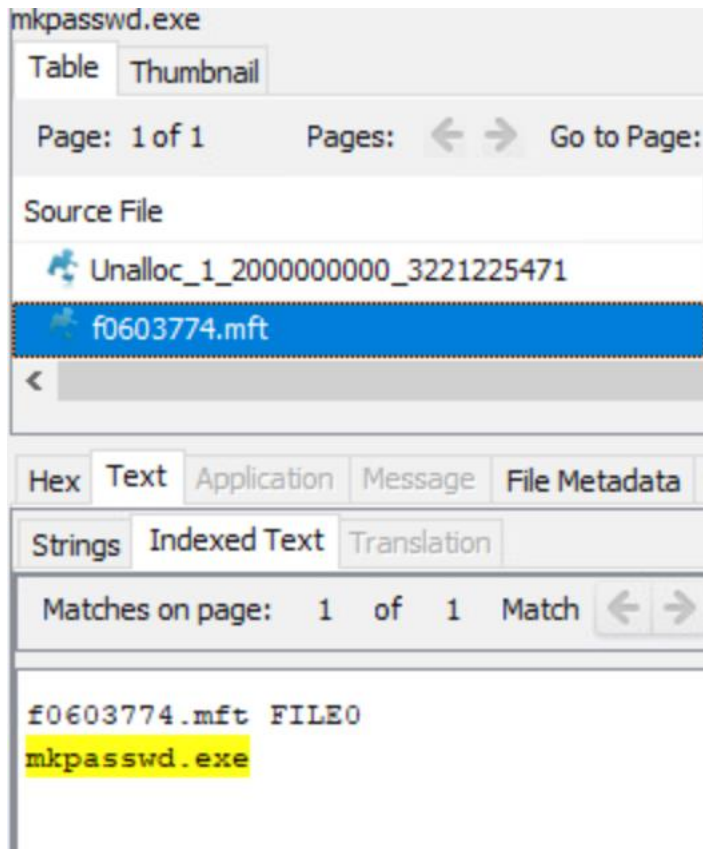 mkpasswd.exe
Table Thumbnail
Page: 1 of 1 Pages: Go to Page:
Source File
Unalloc_1_2000000000_3221225471
f0603774.mft
Hex Text Application Message File Metadata
Strings Indexed Text Translation
Matches on page: 1 of 1 Match
f0603774.mft FILE0
mkpasswd.exe